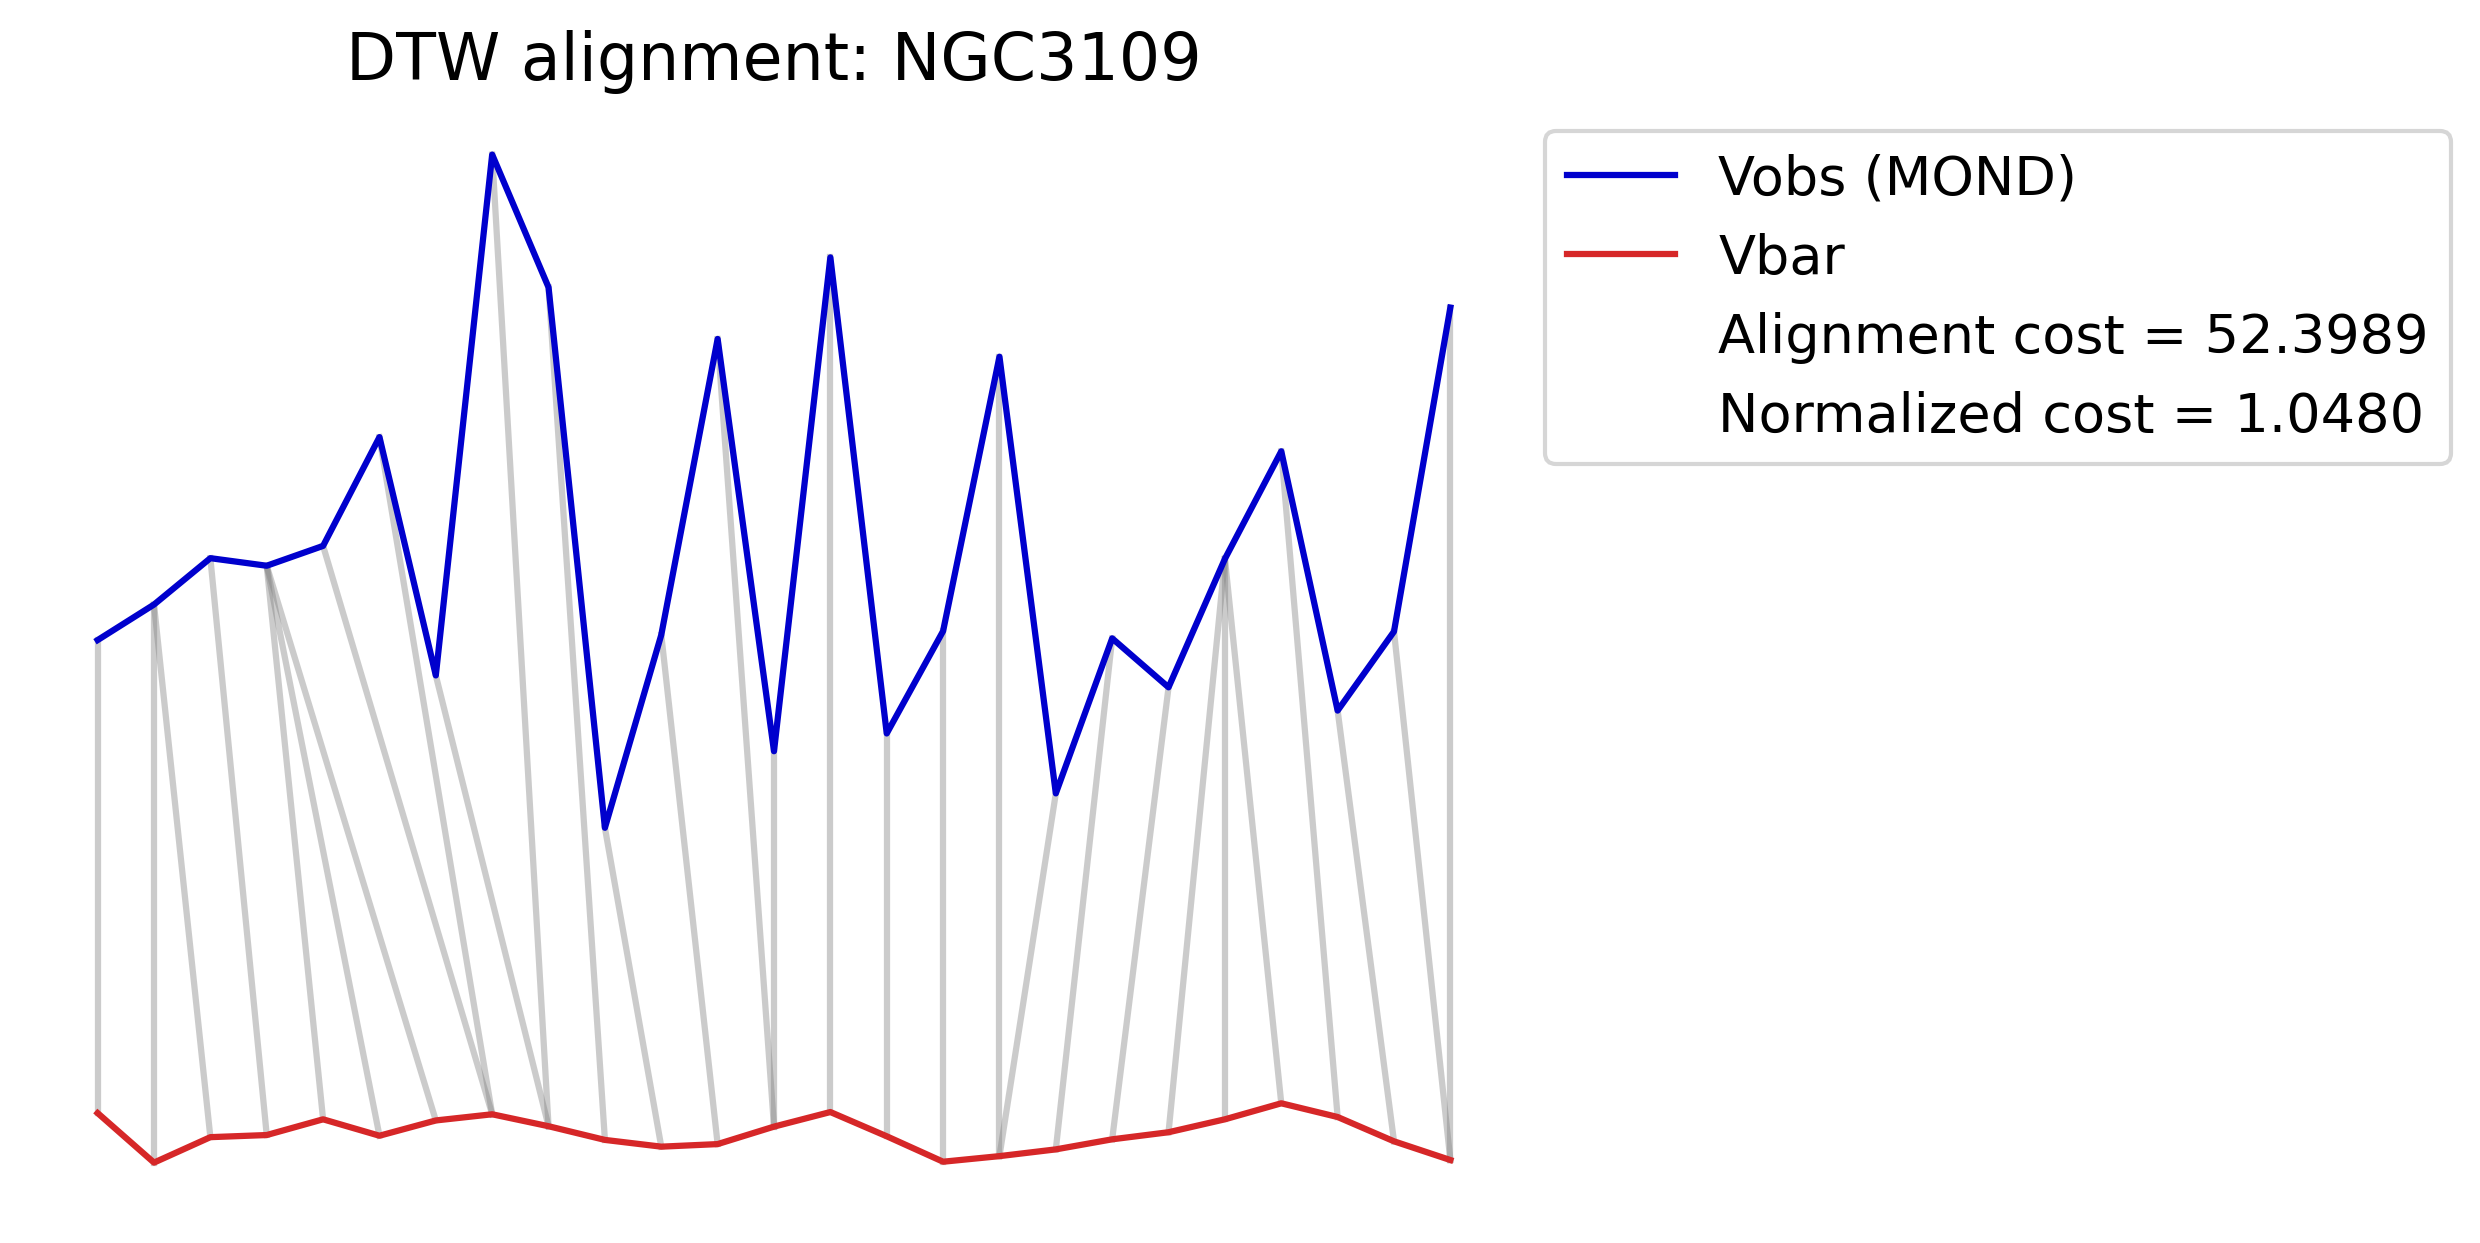 DTW alignment: NGC3109
Vobs (MOND)
Vbar
Alignment cost = 52.3989
Normalized cost = 1.0480